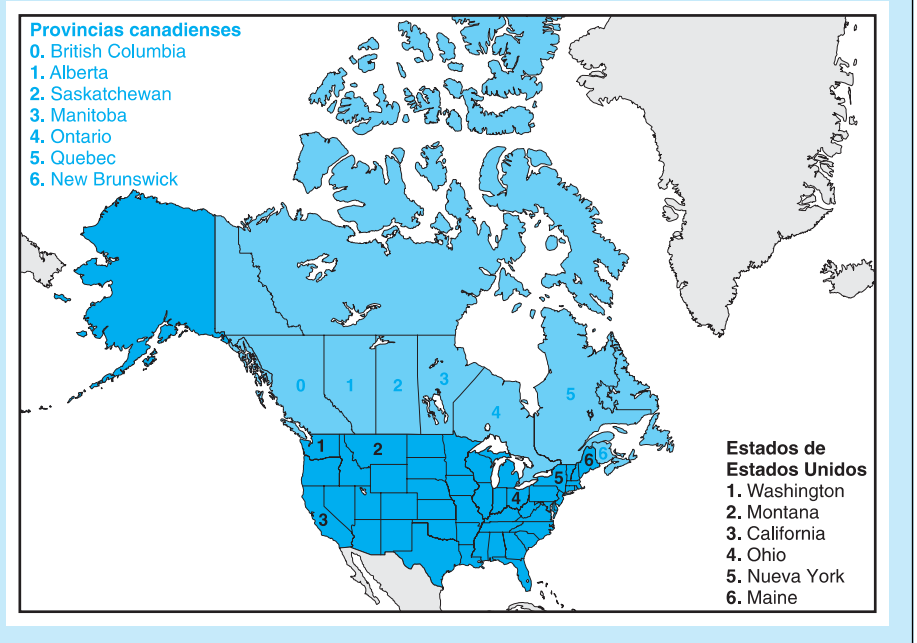 Provincias canadienses
0. British Columbia
1. Alberta
2. Saskatchewan
3. Manitoba
4. Ontario
5. Quebec
6. New Brunswick
0
1
2
3
4
5
6
1
2
3
4
5
6
Estados de
Estados Unidos
1. Washington
2. Montana
3. California
4. Ohio
5. Nueva York
6. Maine